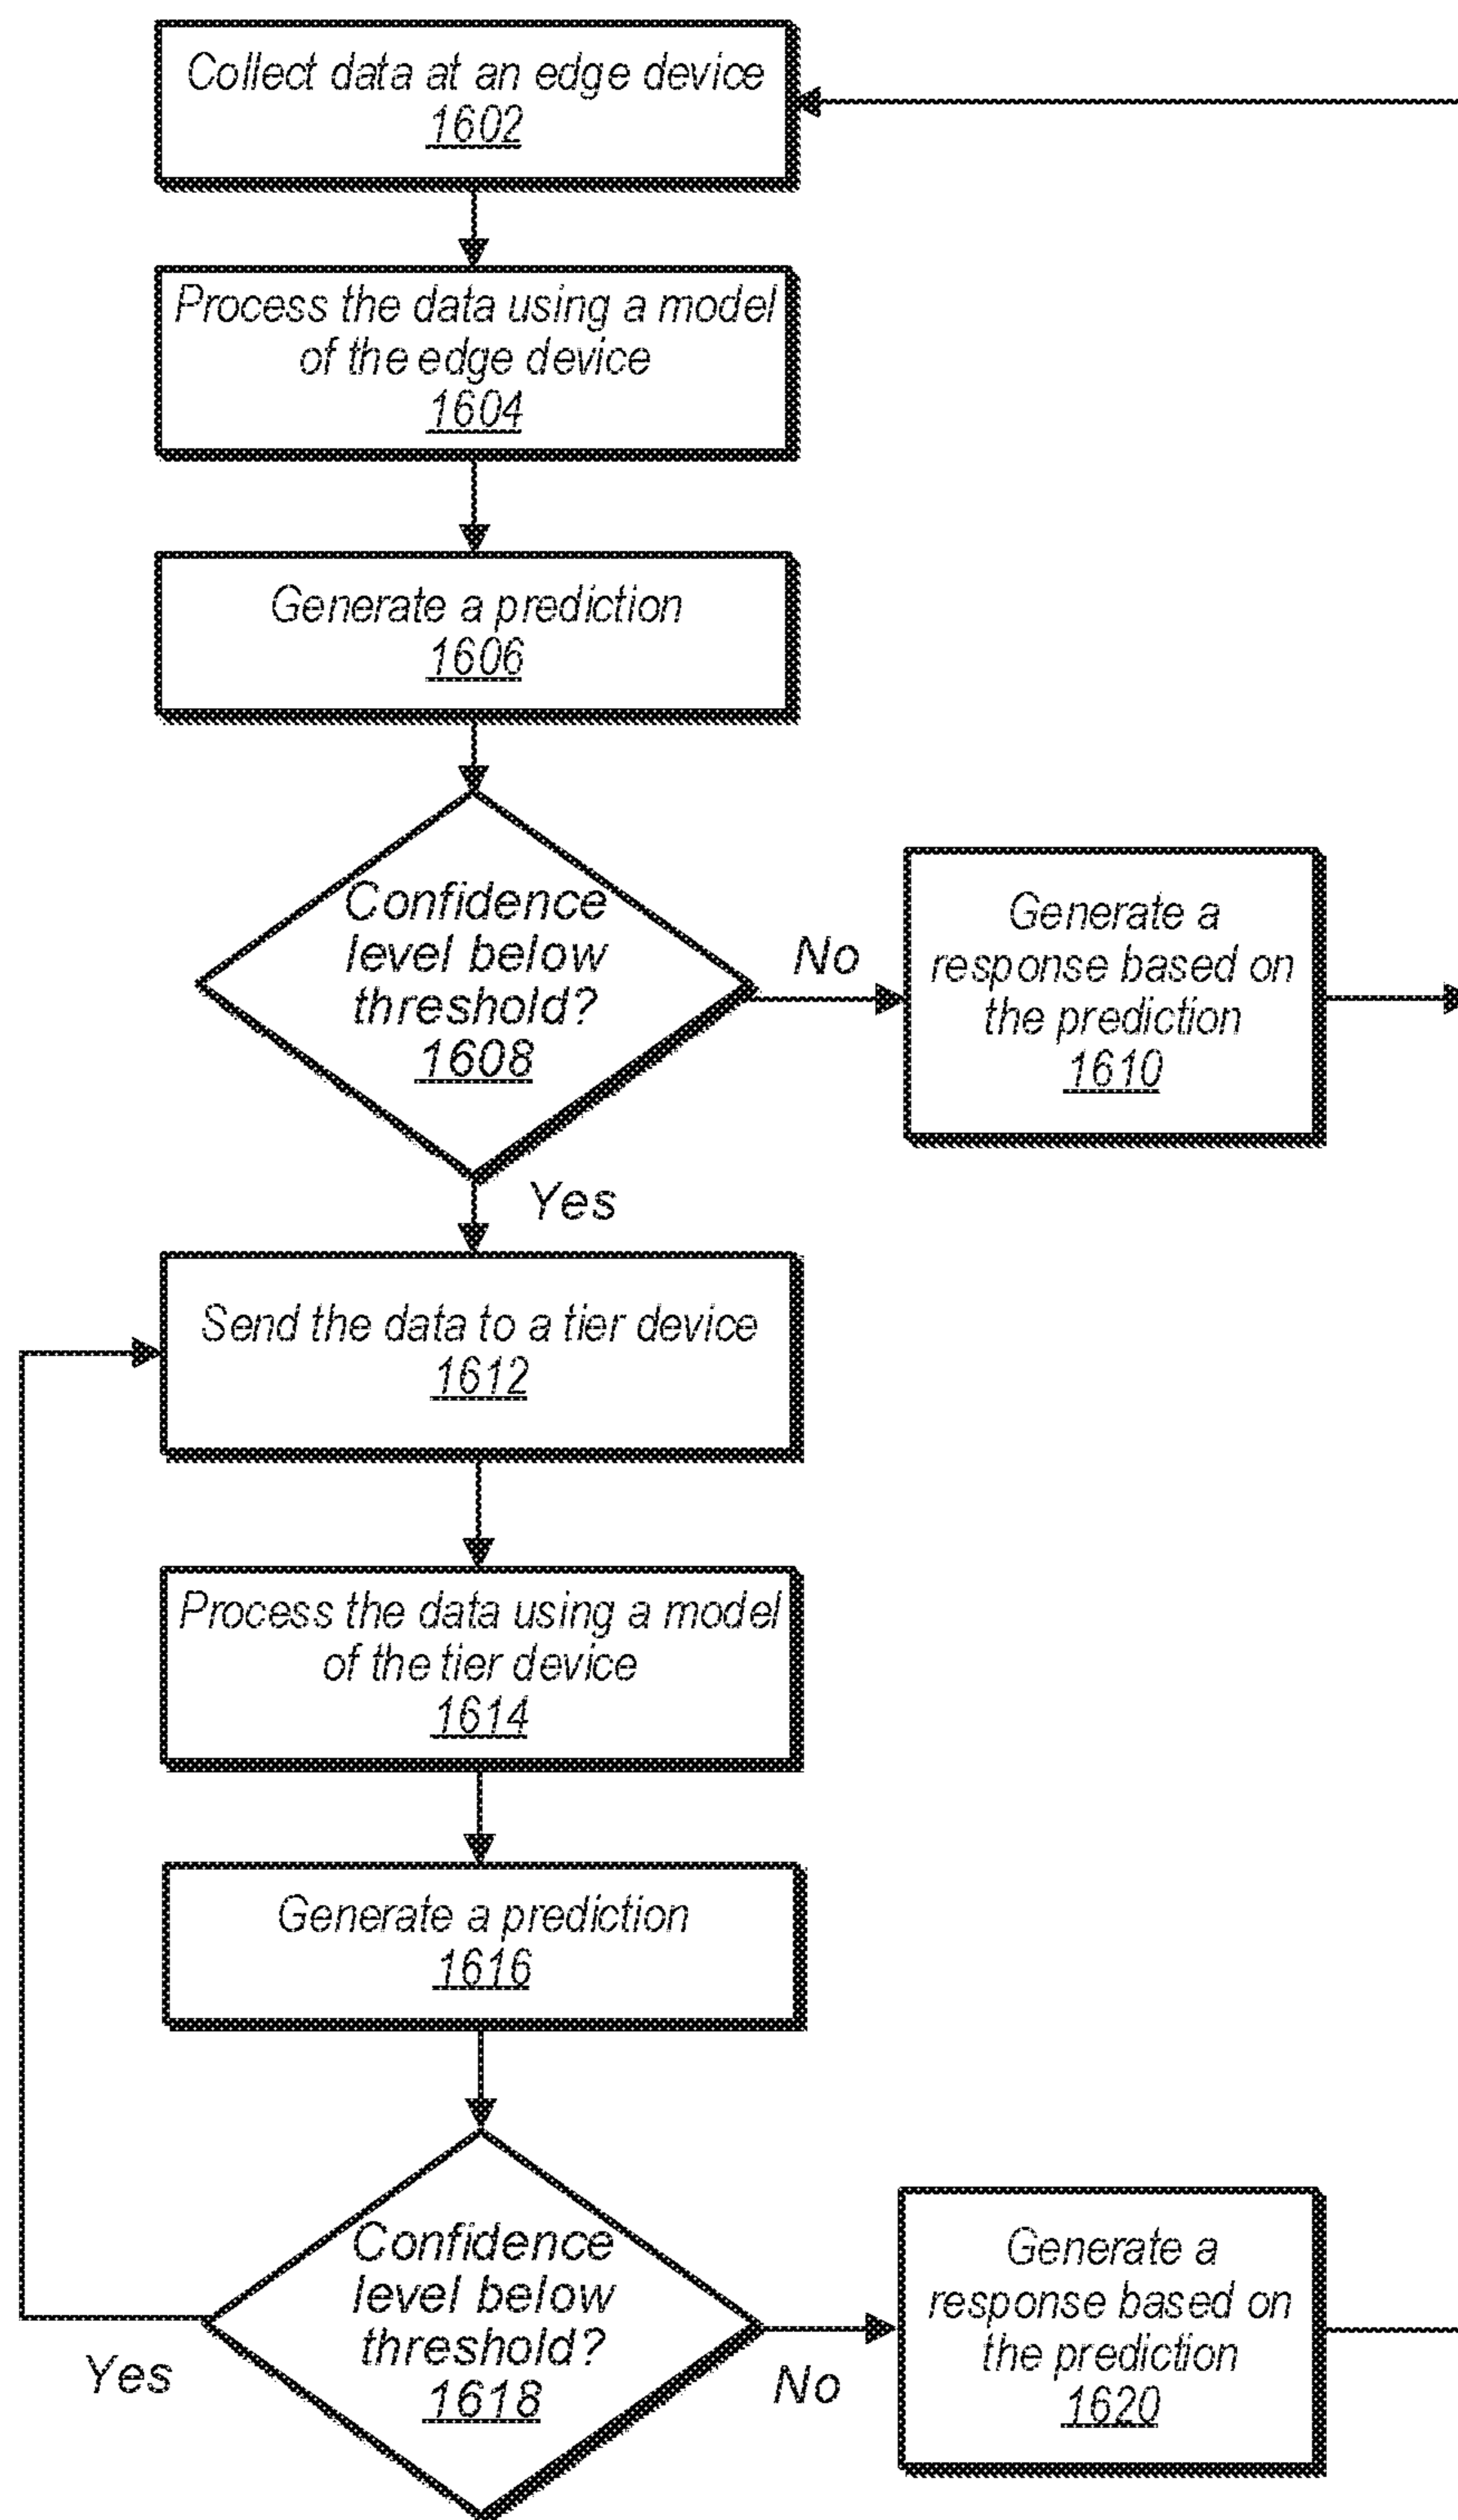 Collect data at an edge device
1602
Process the data using a model
of the edge device
1604
Generate a prediction
1606
Confidence
level below
threshold?
1608
No
Generate a
response based on
the prediction
1610
Yes
Send the data to a tier device
1612
Process the data using a model
of the tier device
1614
Generate a prediction
1616
Confidence
level below
threshold?
1618
Yes
No
Generate a
response based on
the prediction
1620